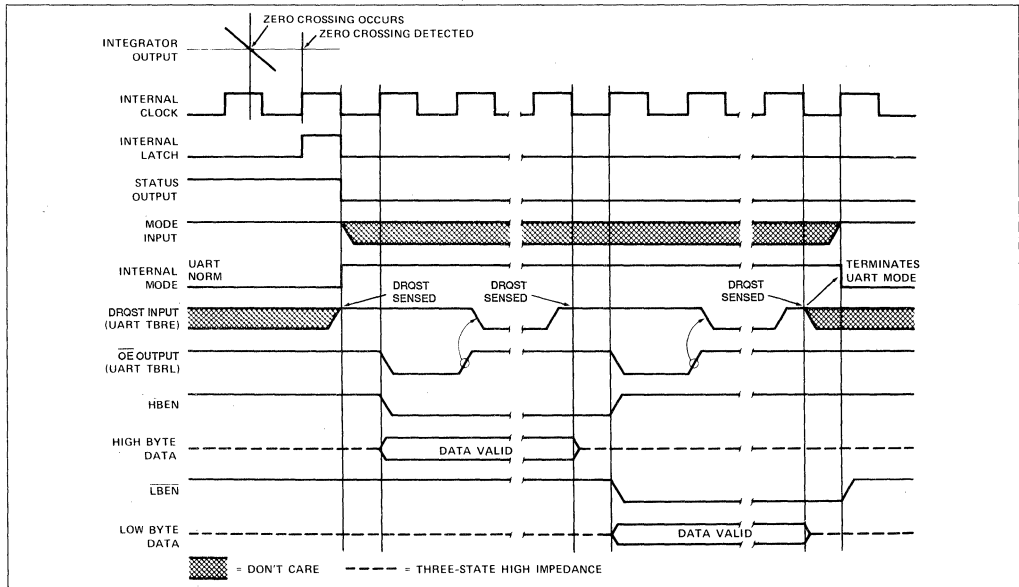 ZERO CROSSING OCCURS
ZERO CROSSING DETECTED
INTEGRATOR
OUTPUT
INTERNAL
CLOCK
INTERNAL
LATCH
STATUS
OUTPUT
MODE
INPUT
INTERNAL
MODE
UART
NORM
TERMINATES
UART MODE
DRQST
SENSED
DRQST
SENSED
DRQST
SENSED
DRQST INPUT
(UART TBRE)
OE OUTPUT
(UART TBRL)
HBEN
HIGH BYTE
DATA
DATA VALID
LBEN
LOW BYTE
DATA
DATA VALID
= DON'T CARE
= THREE-STATE HIGH IMPEDANCE